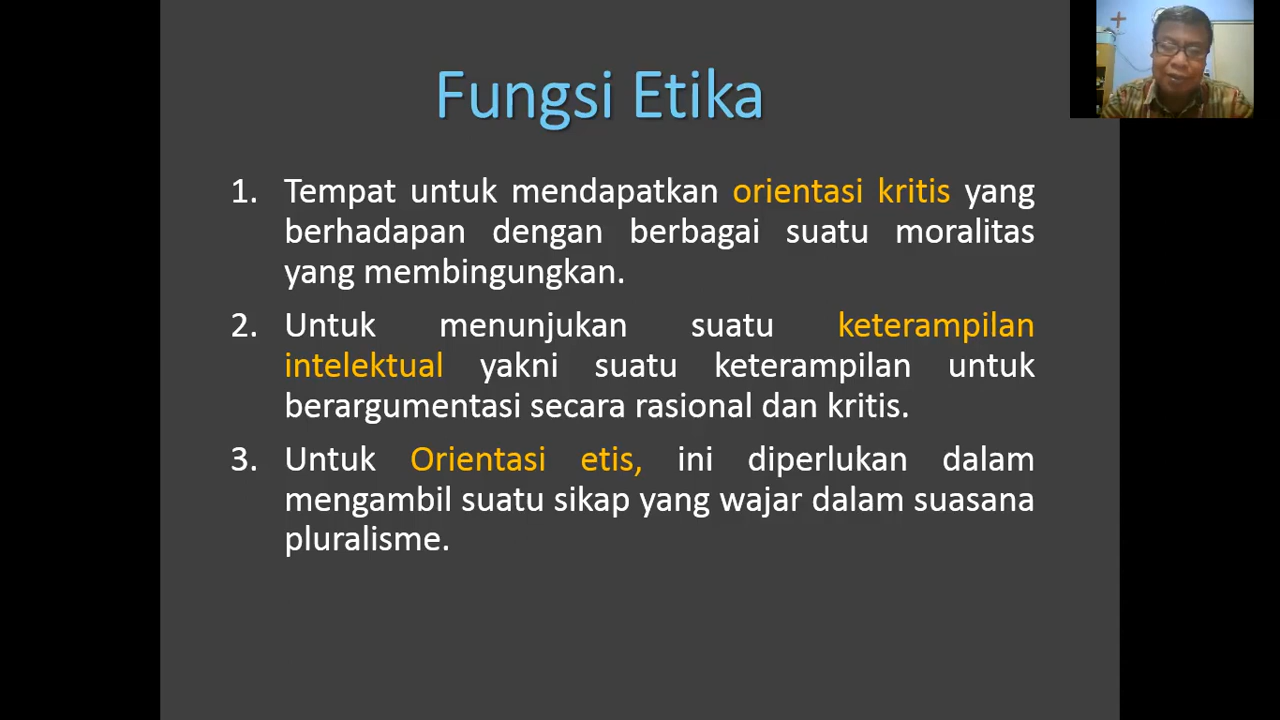 Fungsi Etika
1. Tempat untuk mendapatkan orientasi kritis yang
berhadapan dengan berbagai suatu moralitas
yang membingungkan.
2. Untuk menunjukan suatu keterampilan
intelektual yakni suatu keterampilan untuk
berargumentasi secara rasional dan kritis.
3. Untuk Orientasi etis, ini diperlukan dalam
mengambil suatu sikap yang wajar dalam suasana
pluralisme.